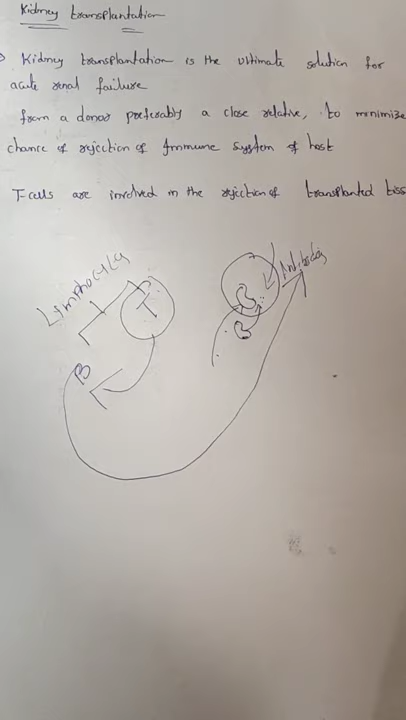 Kidney transplantation
Kidney transplantation is the ultimate solution for
acute renal failure
from a donor preferably a close relative, to minimize
chance of rejection of Immune System of host
T-cells are involved in the rejection of transplanted tiss
Lymphocytes
T
B
Antibodies